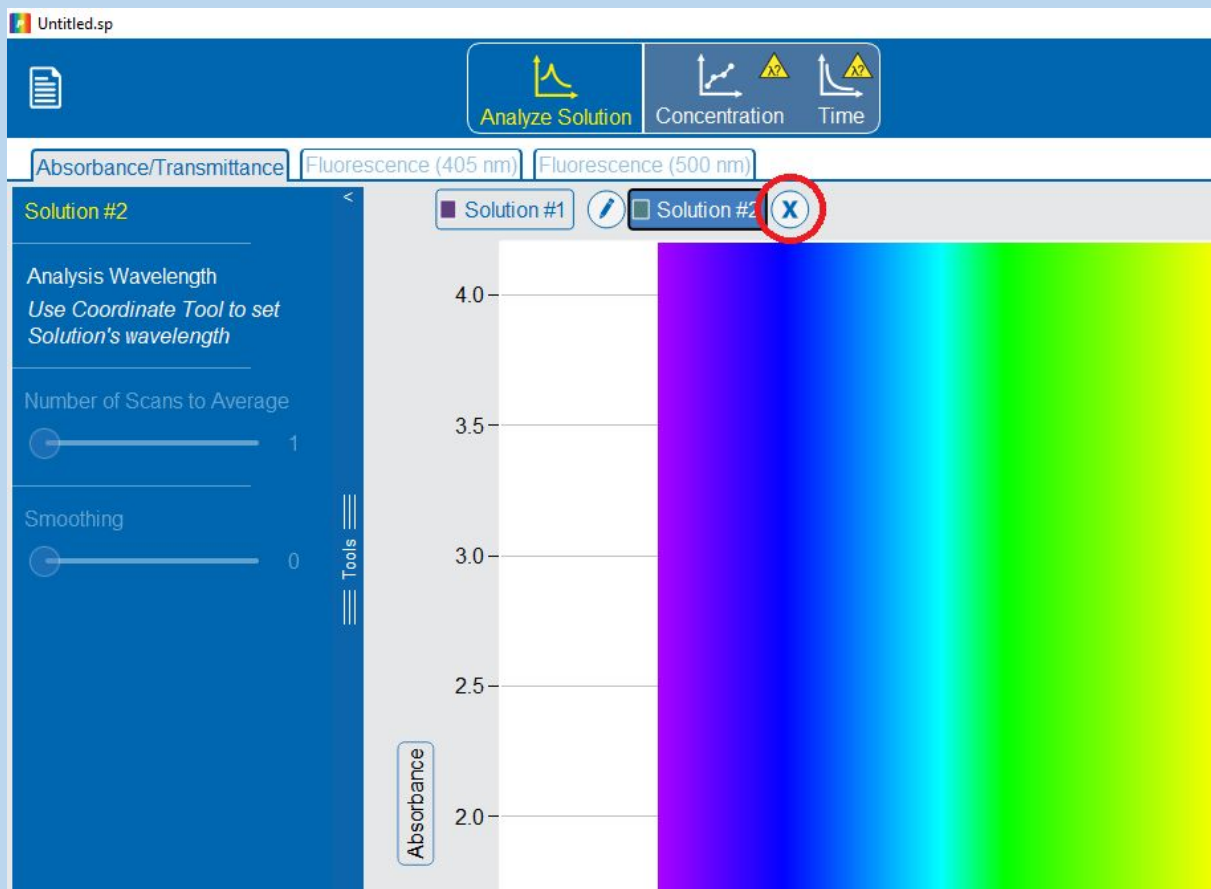 Untitled.sp
λ?
λ?
Analyze Solution
Concentration
Time
Absorbance/Transmittance
Fluorescence (405 nm)
Fluorescence (500 nm)
Solution #2
<
Solution #1
Solution #2
X
Analysis Wavelength
Use Coordinate Tool to set
Solution's wavelength
Number of Scans to Average
1
Smoothing
0
Tools
4.0
3.5
3.0
2.5
2.0
Absorbance